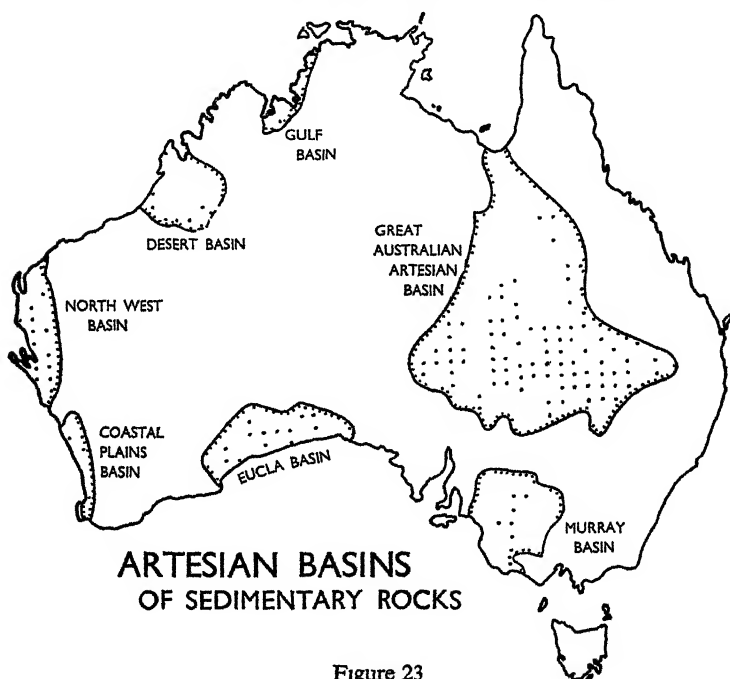 GULF
BASIN
DESERT BASIN
GREAT
AUSTRALIAN
ARTESIAN
BASIN
NORTH WEST
BASIN
COASTAL
PLAINS
BASIN
EUCLA BASIN
MURRAY
BASIN
ARTESIAN BASINS
OF SEDIMENTARY ROCKS
Figure 23